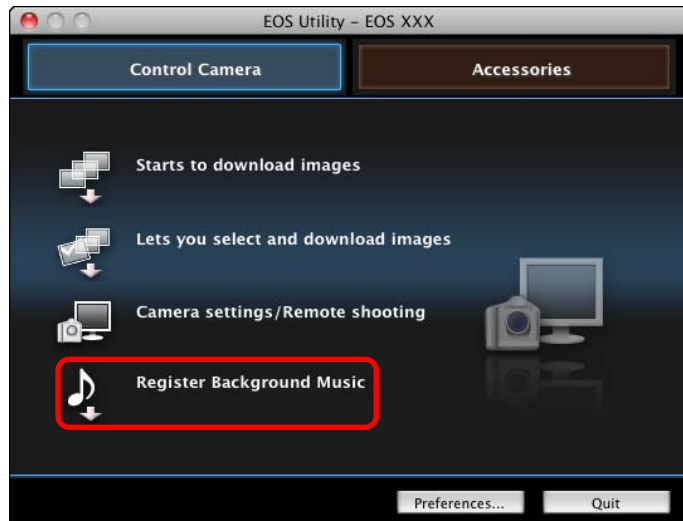 EOS Utility – EOS XXX
Control Camera
Accessories
Starts to download images
Lets you select and download images
Camera settings/Remote shooting
Register Background Music
Preferences...
Quit